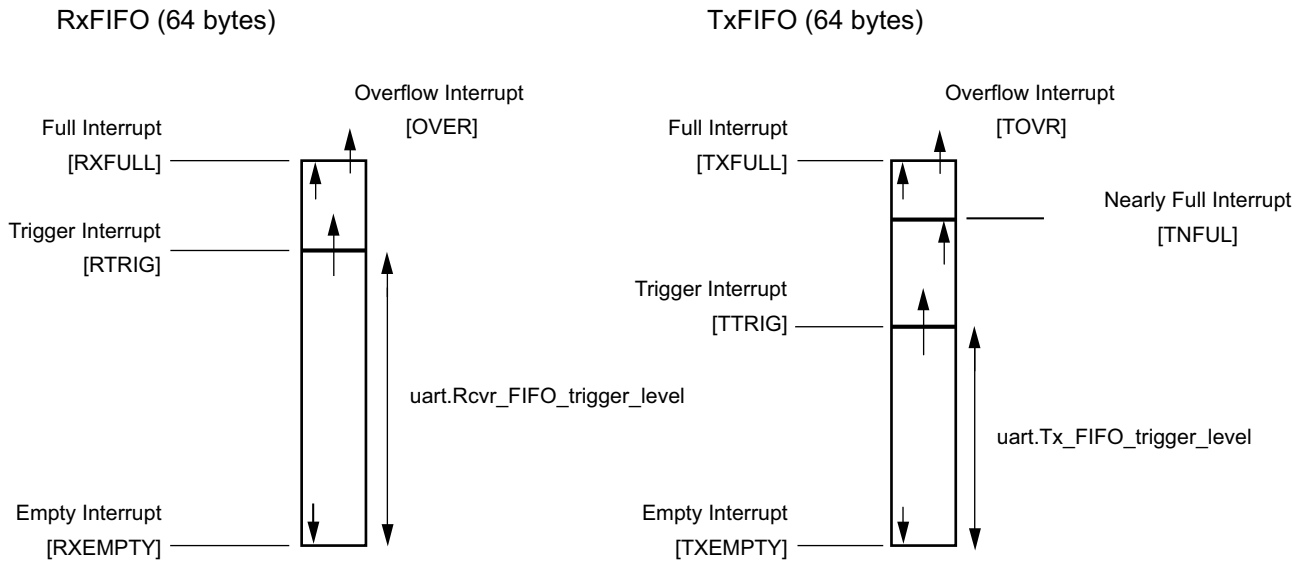 RxFIFO (64 bytes)
Overflow Interrupt
[OVER]
Full Interrupt
[RXFULL]
Trigger Interrupt
[RTRIG]
uart.Rcvr_FIFO_trigger_level
Empty Interrupt
[RXEMPTY]
TxFIFO (64 bytes)
Overflow Interrupt
[TOVR]
Full Interrupt
[TXFULL]
Nearly Full Interrupt
[TNFUL]
Trigger Interrupt
[TTRIG]
uart.Tx_FIFO_trigger_level
Empty Interrupt
[TXEMPTY]